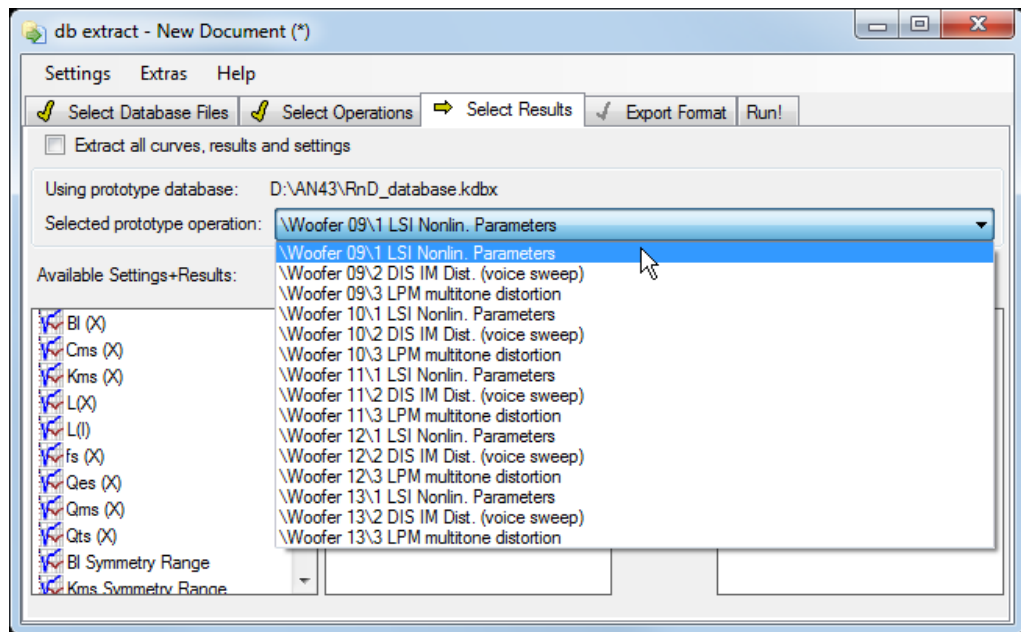 db extract - New Document (*)
Settings Extras Help
Select Database Files Select Operations Select Results Export Format Run!
Extract all curves, results and settings
Using prototype database: D:\AN43\RnD_database.kdbx
Selected prototype operation: \Woofer 09\1 LSI Nonlin. Parameters
\Woofer 09\1 LSI Nonlin. Parameters
\Woofer 09\2 DIS IM Dist. (voice sweep)
\Woofer 09\3 LPM multitone distortion
\Woofer 10\1 LSI Nonlin. Parameters
\Woofer 10\2 DIS IM Dist. (voice sweep)
\Woofer 10\3 LPM multitone distortion
\Woofer 11\1 LSI Nonlin. Parameters
\Woofer 11\2 DIS IM Dist. (voice sweep)
\Woofer 11\3 LPM multitone distortion
\Woofer 12\1 LSI Nonlin. Parameters
\Woofer 12\2 DIS IM Dist. (voice sweep)
\Woofer 12\3 LPM multitone distortion
\Woofer 13\1 LSI Nonlin. Parameters
\Woofer 13\2 DIS IM Dist. (voice sweep)
\Woofer 13\3 LPM multitone distortion
Available Settings+Results:
Bl (X)
Cms (X)
Kms (X)
L(X)
L(I)
fs (X)
Qes (X)
Qms (X)
Qts (X)
Bl Symmetry Range
Kms Symmetry Range